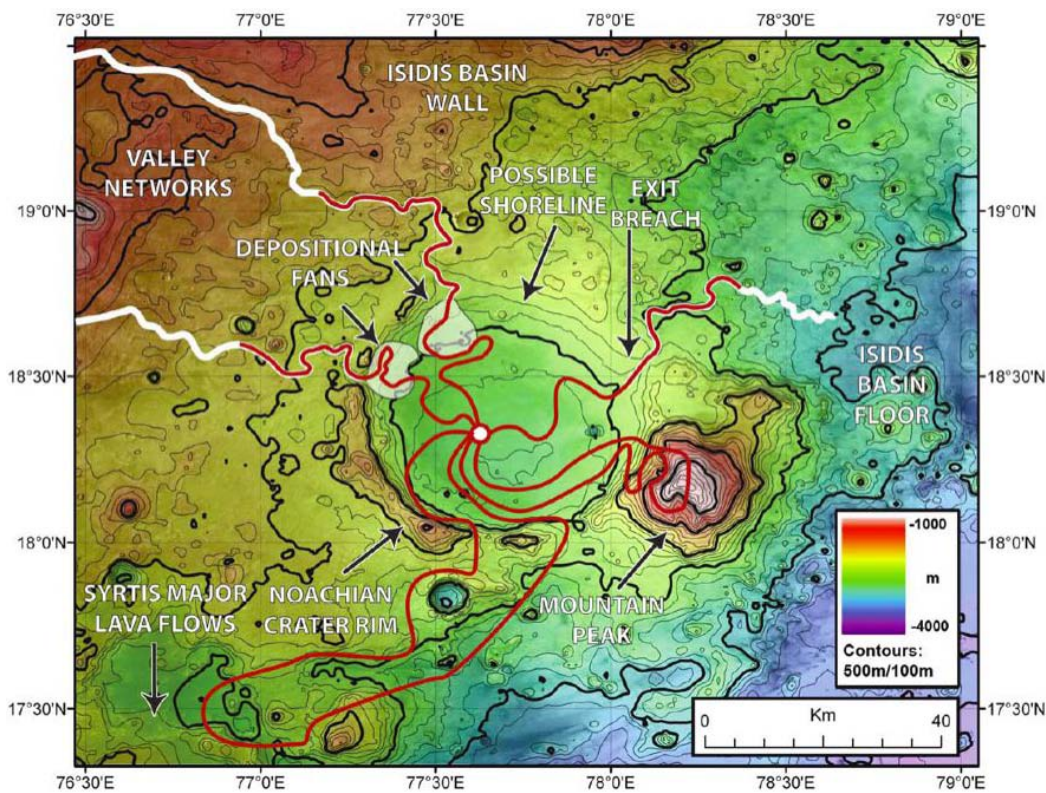 76°30'E 77°0'E 77°30'E 78°0'E 78°30'E 79°0'E
ISIDIS BASIN
WALL
VALLEY
NETWORKS
POSSIBLE
SHORELINE
EXIT
BREACH
19°0'N 19°0'N
DEPOSITIONAL
FANS
18°30'N 18°30'N
ISIDIS
BASIN
FLOOR
18°0'N 18°0'N
SYRTIS MAJOR
LAVA FLOWS
NOACHIAN
CRATER RIM
MOUNTAIN
PEAK
-1000
m
-4000
Contours:
500m/100m
17°30'N 17°30'N
0 Km 40
76°30'E 77°0'E 77°30'E 78°0'E 78°30'E 79°0'E